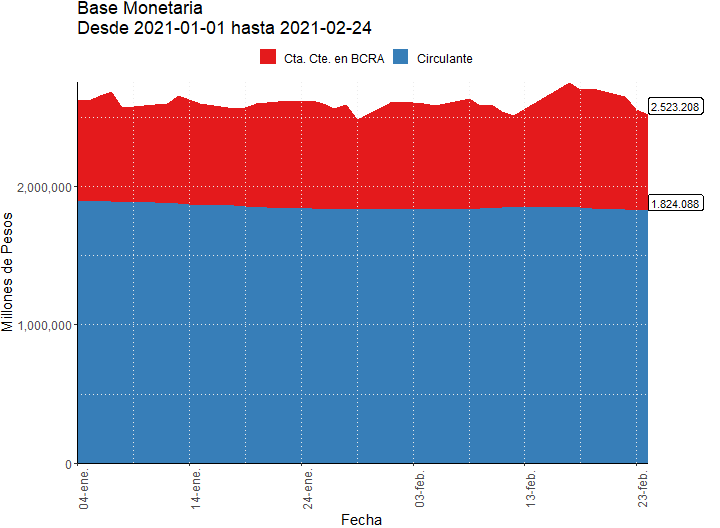 Base Monetaria
Desde 2021-01-01 hasta 2021-02-24
Cta. Cte. en BCRA Circulante
Millones de Pesos
2,000,000
1,000,000
0
2.523.208
1.824.088
04-ene.
14-ene.
24-ene.
03-feb.
13-feb.
23-feb.
Fecha